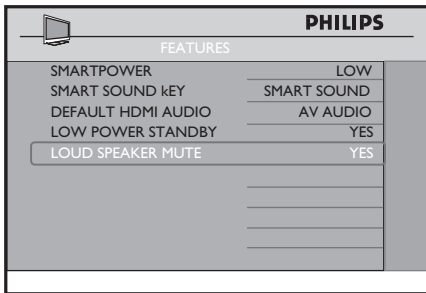 PHILIPS
FEATURES
SMARTPOWER LOW
SMART SOUND kEY SMART SOUND
DEFAULT HDMI AUDIO AV AUDIO
LOW POWER STANDBY YES
LOUD SPEAKER MUTE YES